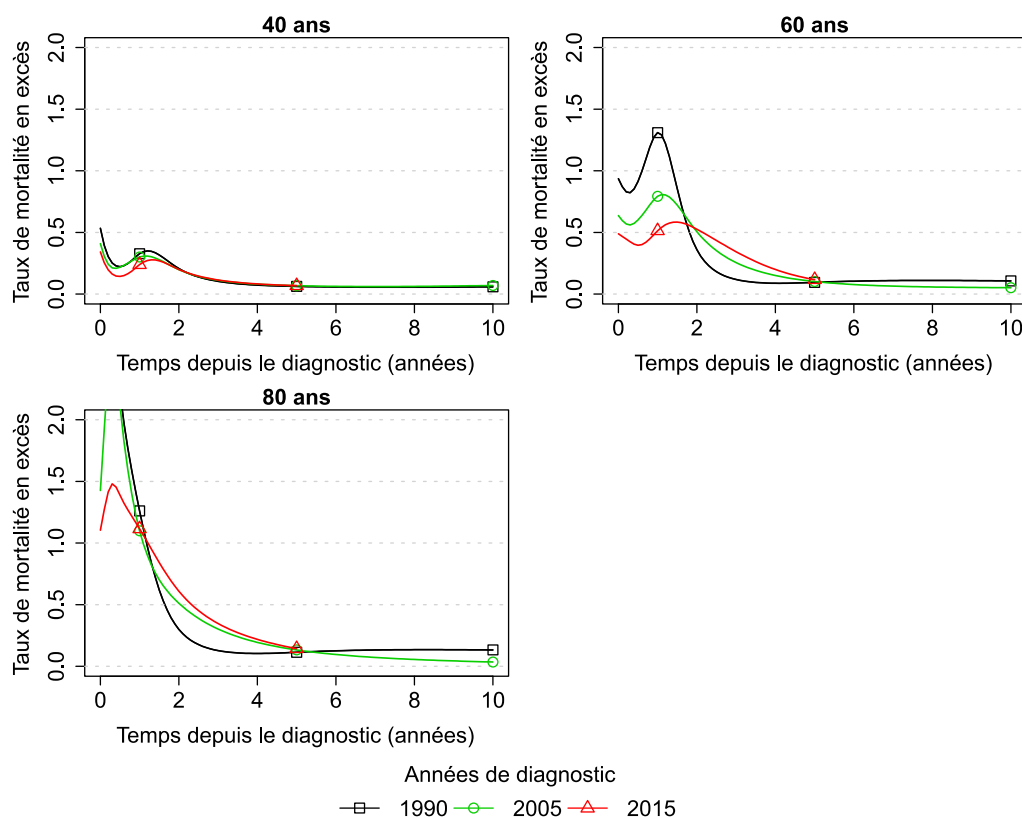 40 ans
Taux de mortalité en excès
2.0
1.5
1.0
0.5
0.0
0 2 4 6 8 10
Temps depuis le diagnostic (années)
60 ans
Taux de mortalité en excès
2.0
1.5
1.0
0.5
0.0
0 2 4 6 8 10
Temps depuis le diagnostic (années)
80 ans
Taux de mortalité en excès
2.0
1.5
1.0
0.5
0.0
0 2 4 6 8 10
Temps depuis le diagnostic (années)
Années de diagnostic
1990 2005 2015